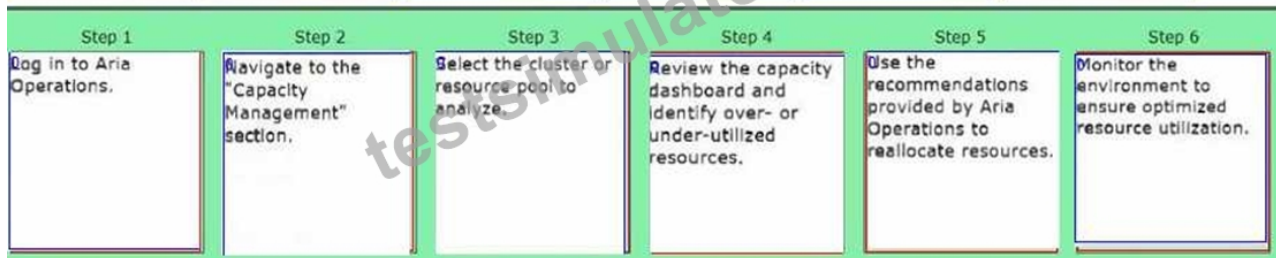 Step 1
Log in to Aria
Operations.
Step 2
Navigate to the
"Capacity
Management"
section.
Step 3
Select the cluster or
resource pool to
analyze.
Step 4
Review the capacity
dashboard and
identify over- or
under-utilized
resources.
Step 5
Use the
recommendations
provided by Aria
Operations to
reallocate resources.
Step 6
Monitor the
environment to
ensure optimized
resource utilization.